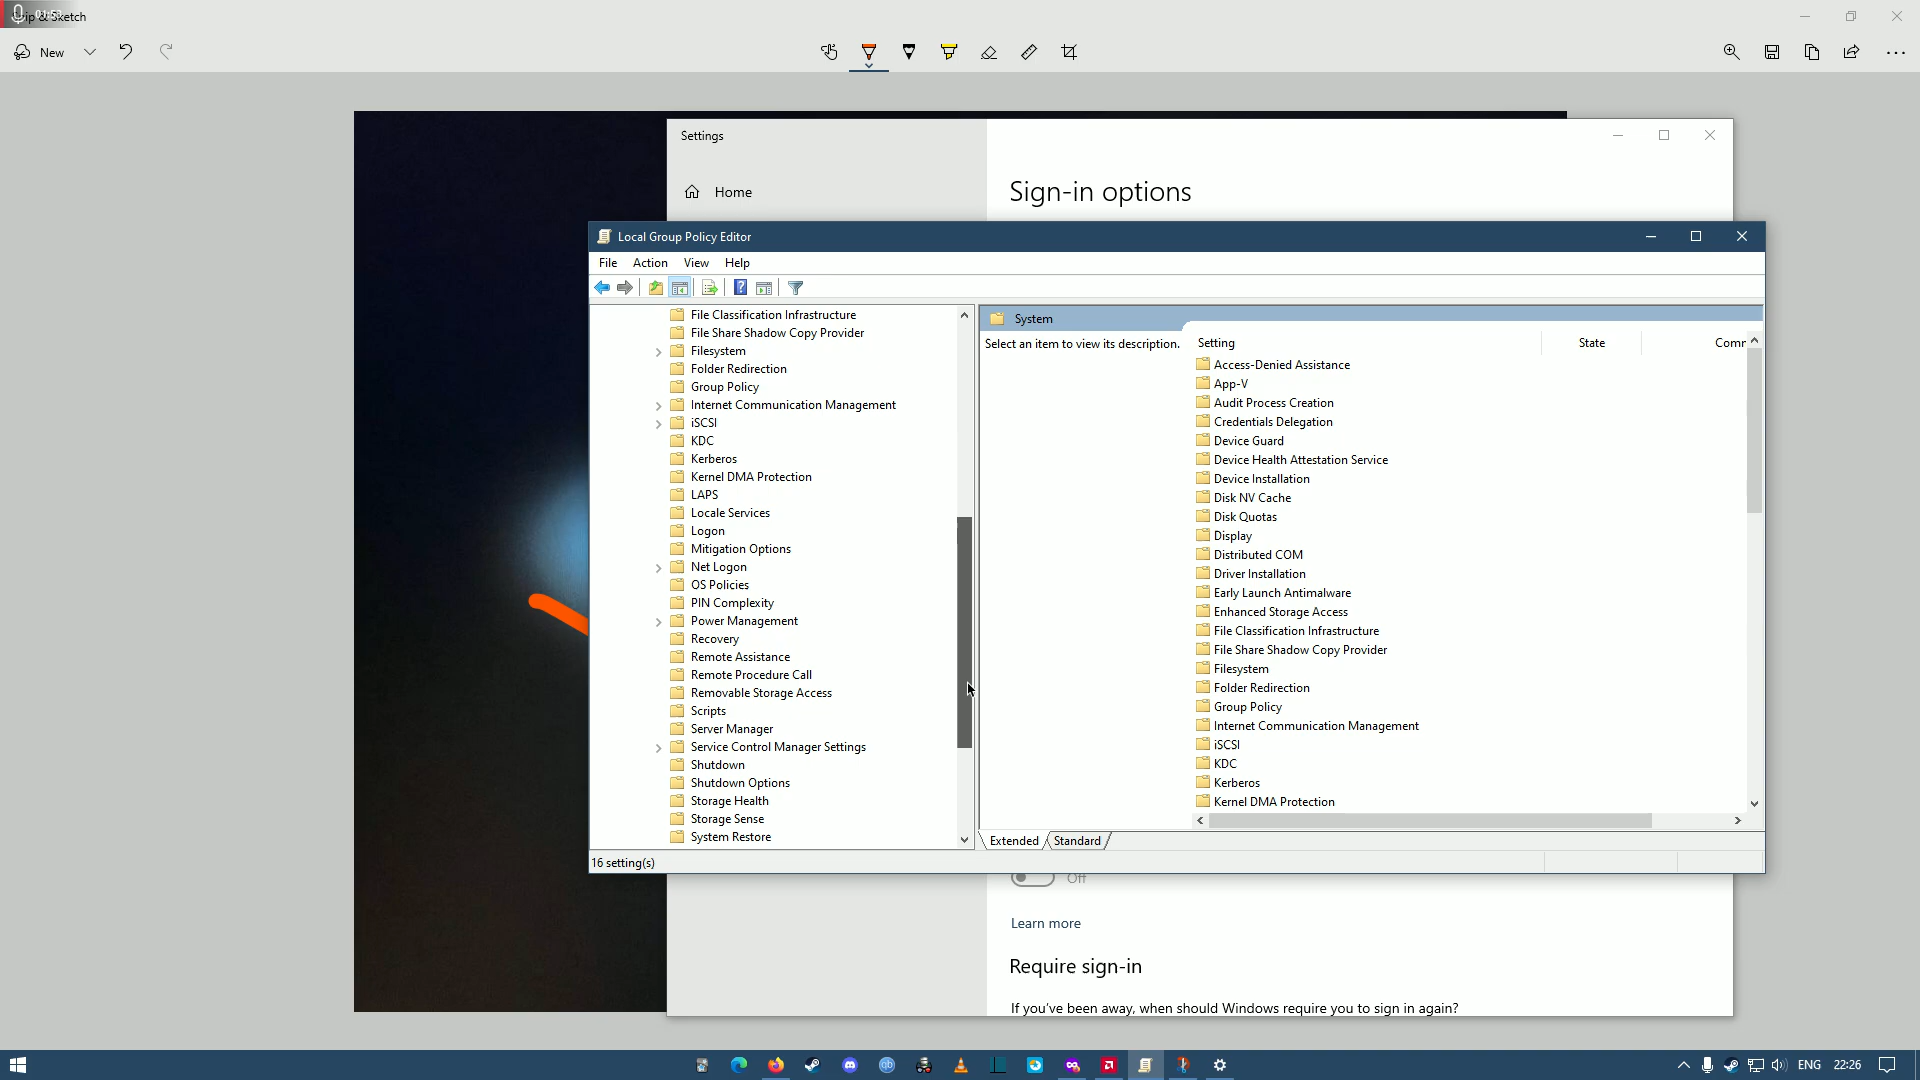 New
Settings
Home
Sign-in options
Local Group Policy Editor
File Action View Help
File Classification Infrastructure
File Share Shadow Copy Provider
Filesystem
Folder Redirection
Group Policy
Internet Communication Management
iSCSI
KDC
Kerberos
Kernel DMA Protection
LAPS
Locale Services
Logon
Mitigation Options
Net Logon
OS Policies
PIN Complexity
Power Management
Recovery
Remote Assistance
Remote Procedure Call
Removable Storage Access
Scripts
Server Manager
Service Control Manager Settings
Shutdown
Shutdown Options
Storage Health
Storage Sense
System Restore
System
Select an item to view its description.
Setting State Comr
Access-Denied Assistance
App-V
Audit Process Creation
Credentials Delegation
Device Guard
Device Health Attestation Service
Device Installation
Disk NV Cache
Disk Quotas
Display
Distributed COM
Driver Installation
Early Launch Antimalware
Enhanced Storage Access
File Classification Infrastructure
File Share Shadow Copy Provider
Filesystem
Folder Redirection
Group Policy
Internet Communication Management
iSCSI
KDC
Kerberos
Kernel DMA Protection
Extended Standard
16 setting(s)
Off
Learn more
Require sign-in
If you've been away, when should Windows require you to sign in again?
ENG 22:26